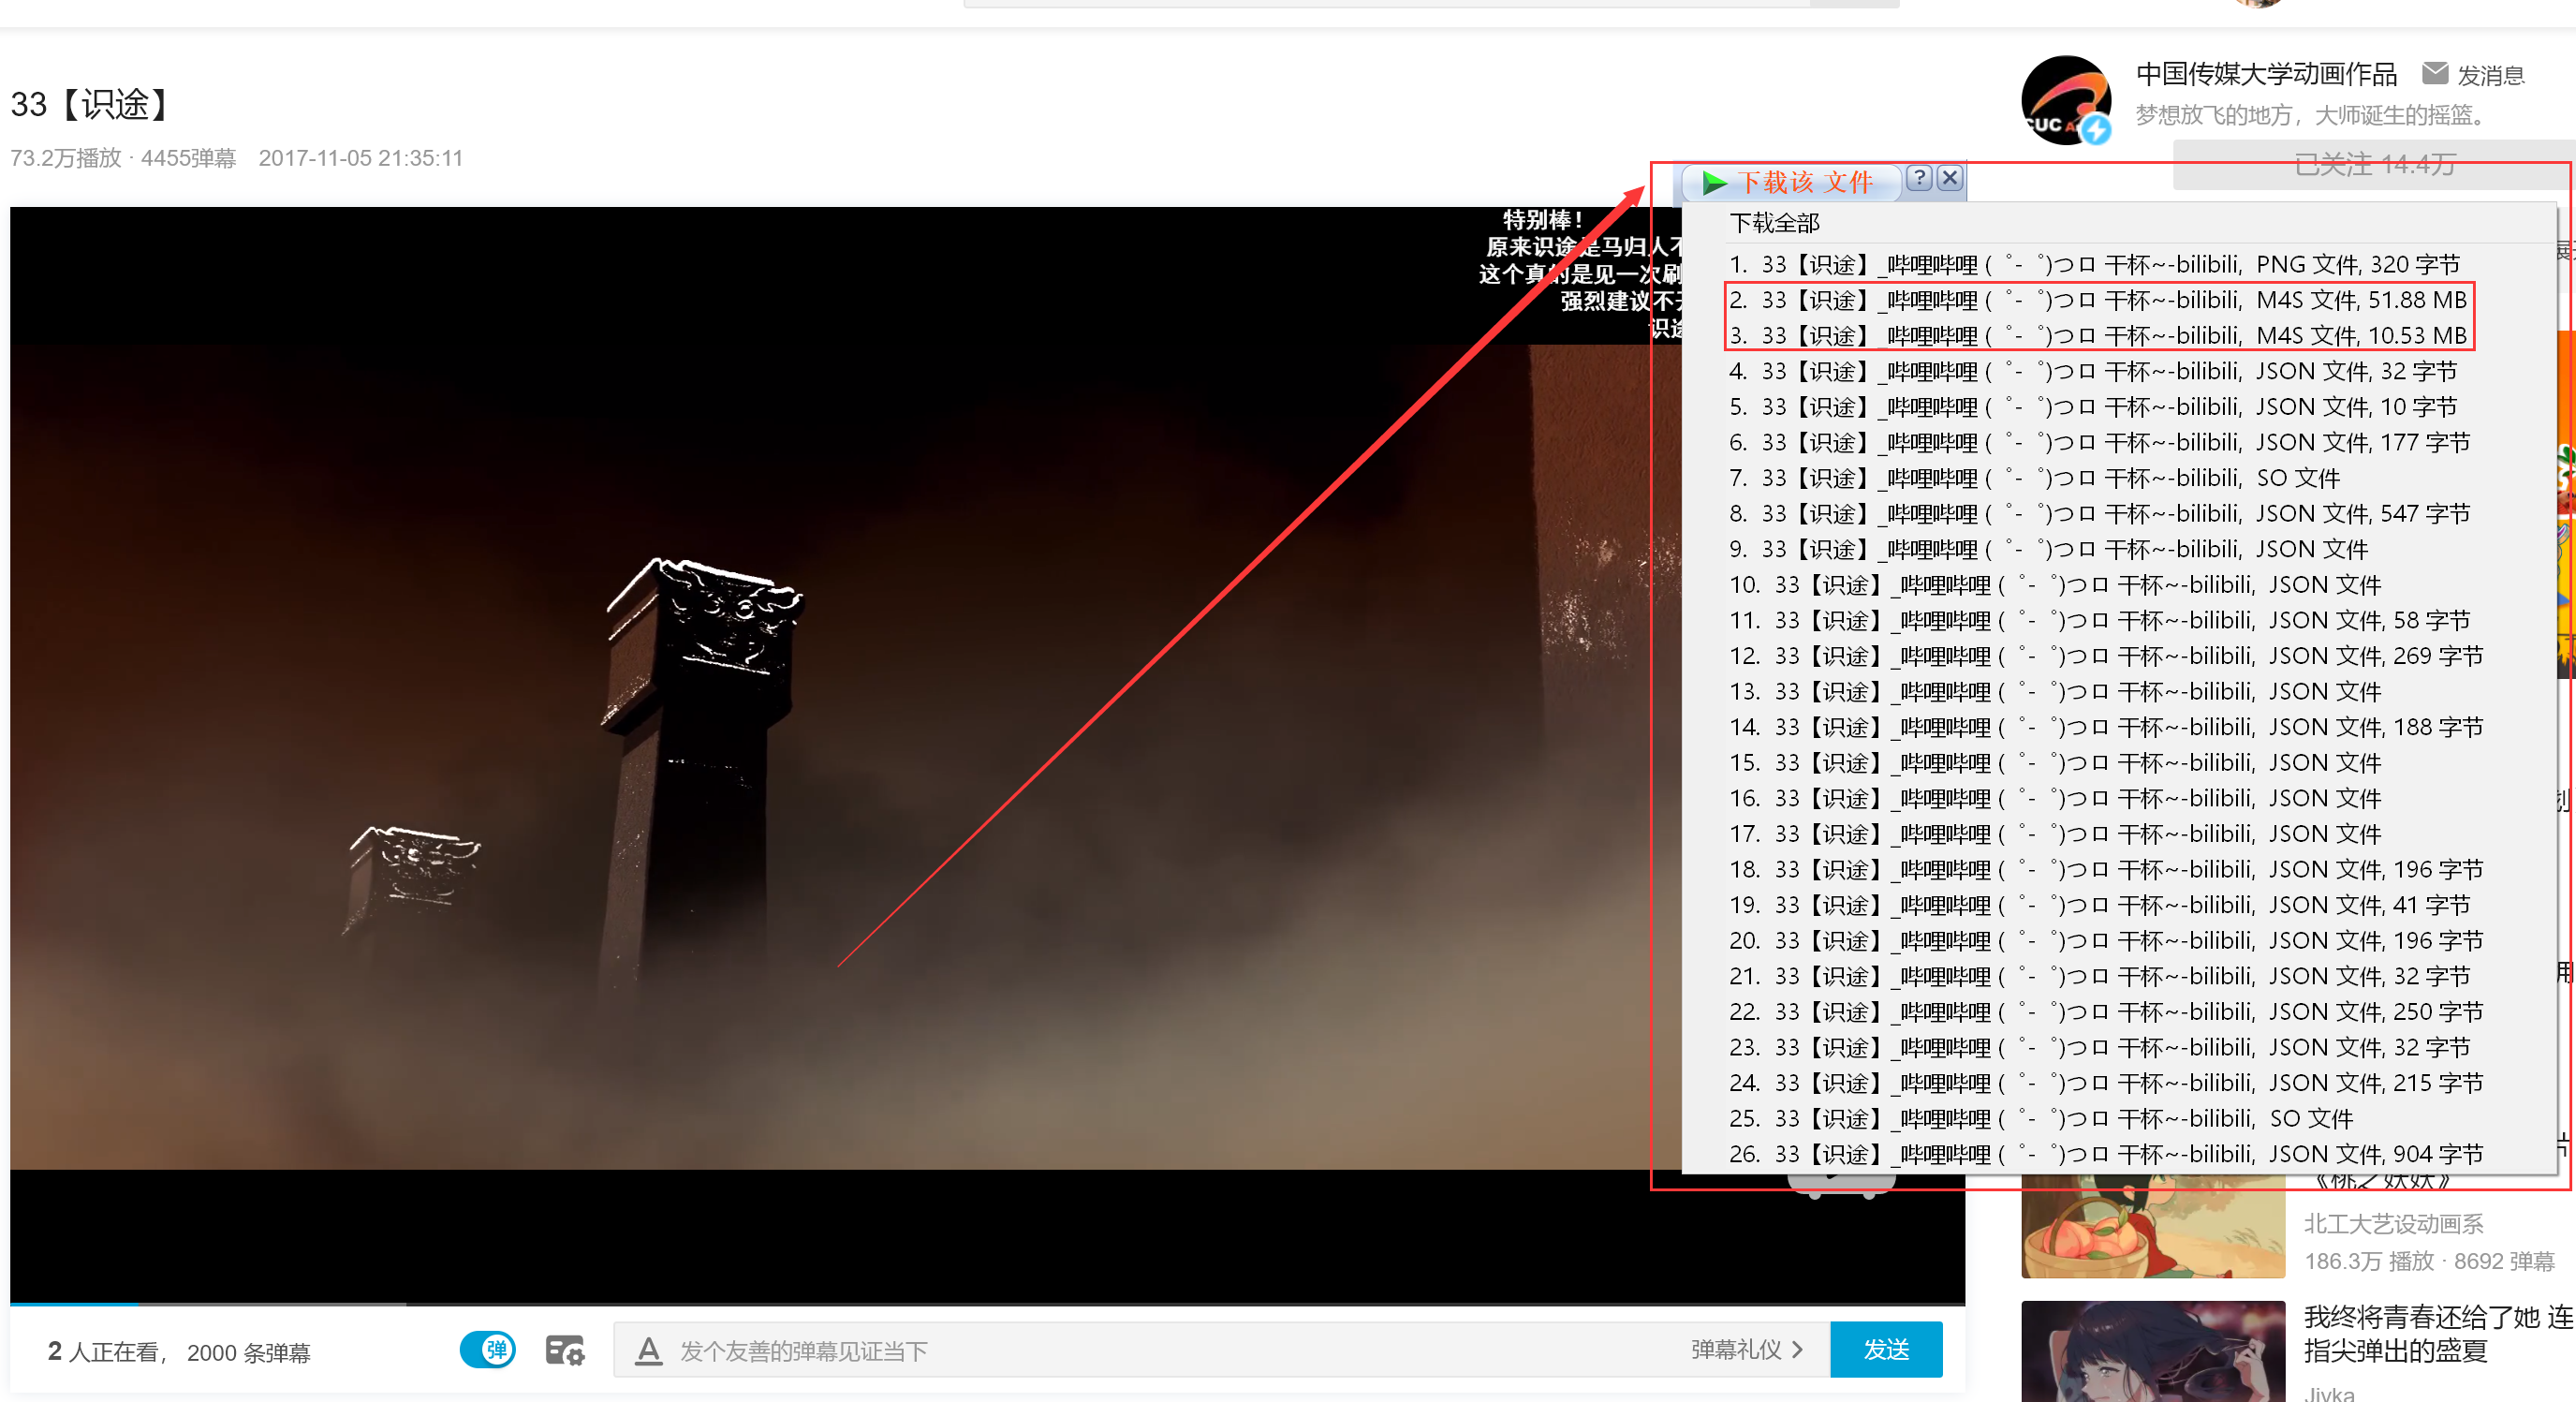 33【识途】
73.2万播放 · 4455弹幕 2017-11-05 21:35:11
中国传媒大学动画作品 发消息
梦想放飞的地方，大师诞生的摇篮。
已关注 14.4万
CUC
特别棒！
原来识途是马归人不
这个真的是见一次刷
强烈建议不
识途
下载该 文件 ?
下载全部
1. 33【识途】_哔哩哔哩 (゜-゜)つロ 干杯~-bilibili, PNG 文件, 320 字节
2. 33【识途】_哔哩哔哩 (゜-゜)つロ 干杯~-bilibili, M4S 文件, 51.88 MB
3. 33【识途】_哔哩哔哩 (゜-゜)つロ 干杯~-bilibili, M4S 文件, 10.53 MB
4. 33【识途】_哔哩哔哩 (゜-゜)つロ 干杯~-bilibili, JSON 文件, 32 字节
5. 33【识途】_哔哩哔哩 (゜-゜)つロ 干杯~-bilibili, JSON 文件, 10 字节
6. 33【识途】_哔哩哔哩 (゜-゜)つロ 干杯~-bilibili, JSON 文件, 177 字节
7. 33【识途】_哔哩哔哩 (゜-゜)つロ 干杯~-bilibili, SO 文件
8. 33【识途】_哔哩哔哩 (゜-゜)つロ 干杯~-bilibili, JSON 文件, 547 字节
9. 33【识途】_哔哩哔哩 (゜-゜)つロ 干杯~-bilibili, JSON 文件
10. 33【识途】_哔哩哔哩 (゜-゜)つロ 干杯~-bilibili, JSON 文件
11. 33【识途】_哔哩哔哩 (゜-゜)つロ 干杯~-bilibili, JSON 文件, 58 字节
12. 33【识途】_哔哩哔哩 (゜-゜)つロ 干杯~-bilibili, JSON 文件, 269 字节
13. 33【识途】_哔哩哔哩 (゜-゜)つロ 干杯~-bilibili, JSON 文件
14. 33【识途】_哔哩哔哩 (゜-゜)つロ 干杯~-bilibili, JSON 文件, 188 字节
15. 33【识途】_哔哩哔哩 (゜-゜)つロ 干杯~-bilibili, JSON 文件
16. 33【识途】_哔哩哔哩 (゜-゜)つロ 干杯~-bilibili, JSON 文件
17. 33【识途】_哔哩哔哩 (゜-゜)つロ 干杯~-bilibili, JSON 文件
18. 33【识途】_哔哩哔哩 (゜-゜)つロ 干杯~-bilibili, JSON 文件, 196 字节
19. 33【识途】_哔哩哔哩 (゜-゜)つロ 干杯~-bilibili, JSON 文件, 41 字节
20. 33【识途】_哔哩哔哩 (゜-゜)つロ 干杯~-bilibili, JSON 文件, 196 字节
21. 33【识途】_哔哩哔哩 (゜-゜)つロ 干杯~-bilibili, JSON 文件, 32 字节
22. 33【识途】_哔哩哔哩 (゜-゜)つロ 干杯~-bilibili, JSON 文件, 250 字节
23. 33【识途】_哔哩哔哩 (゜-゜)つロ 干杯~-bilibili, JSON 文件, 32 字节
24. 33【识途】_哔哩哔哩 (゜-゜)つロ 干杯~-bilibili, JSON 文件, 215 字节
25. 33【识途】_哔哩哔哩 (゜-゜)つロ 干杯~-bilibili, SO 文件
26. 33【识途】_哔哩哔哩 (゜-゜)つロ 干杯~-bilibili, JSON 文件, 904 字节
《桃之夭夭》
北工大艺设动画系
186.3万 播放 · 8692 弹幕
我终将青春还给了她 连
指尖弹出的盛夏
Jivka
2 人正在看， 2000 条弹幕
弹
A 发个友善的弹幕见证当下
弹幕礼仪 >
发送